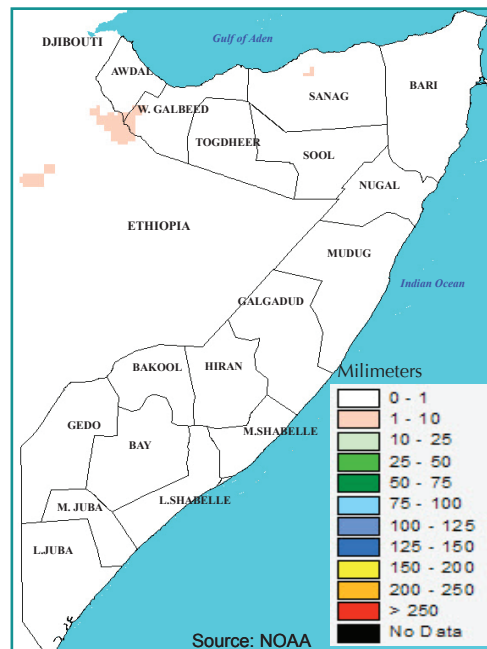 DJIBOUTI
Gulf of Aden
AWDAL
SANAG
BARI
W. GALBEED
TOGDHEER
SOOL
NUGAL
ETHIOPIA
MUDUG
Indian Ocean
GALGADUD
BAKOOL
HIRAN
GEDO
M.SHABELLE
BAY
L.SHABELLE
M. JUBA
L.JUBA
Milimeters
0 - 1
1 - 10
10 - 25
25 - 50
50 - 75
75 - 100
100 - 125
125 - 150
150 - 200
200 - 250
> 250
No Data
Source: NOAA